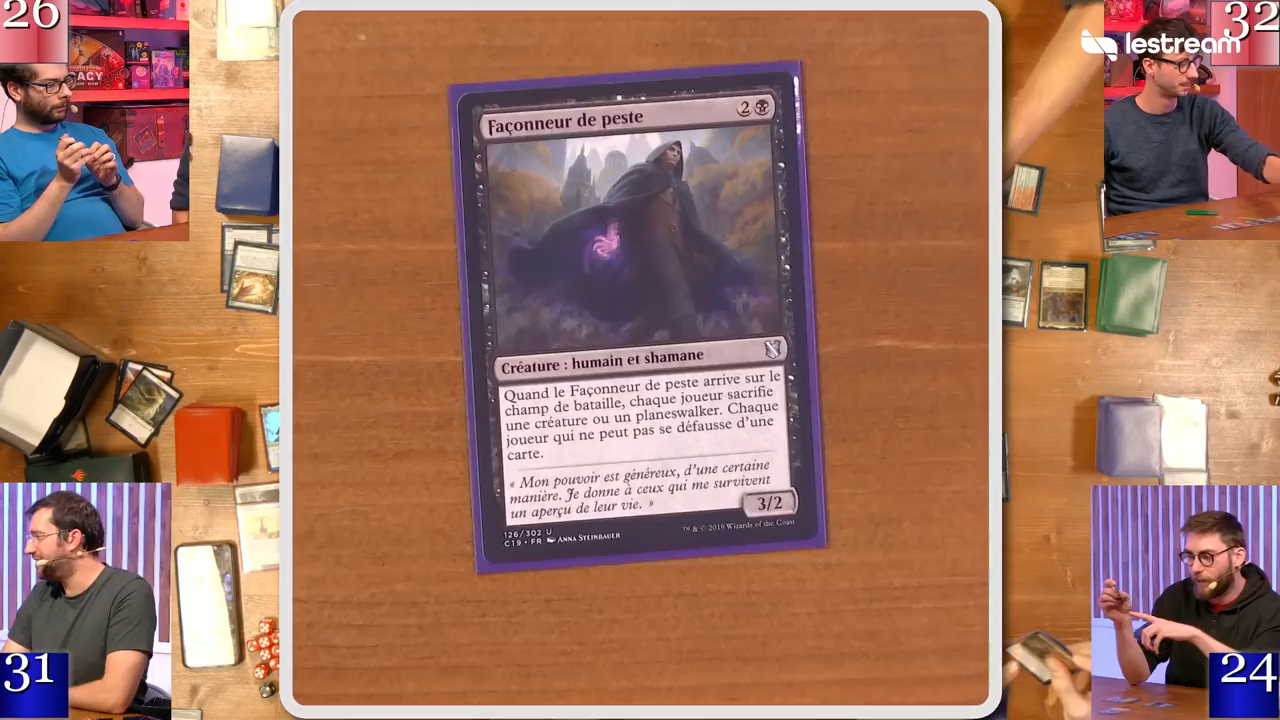 26
32
lestream
ACY
Façonneur de peste
2
Créature : humain et shamane
Quand le Façonneur de peste arrive sur le
champ de bataille, chaque joueur sacrifie
une créature ou un planeswalker. Chaque
joueur qui ne peut pas se défausse d'une
carte.
« Mon pouvoir est généreux, d'une certaine
manière. Je donne à ceux qui me survivent
un aperçu de leur vie. »
3/2
126/302 U
C19 • FR Anna Steinbauer
™ & © 2019 Wizards of the Coast
31
24